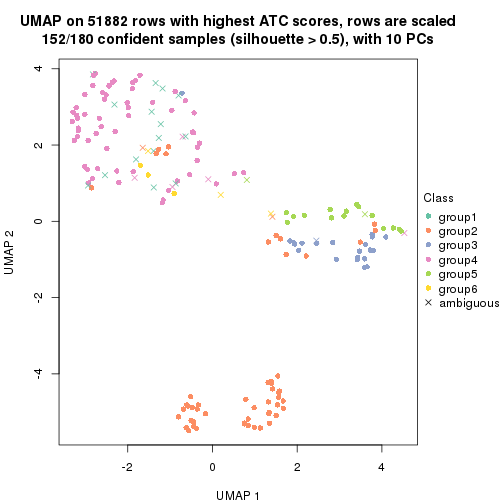 UMAP on 51882 rows with highest ATC scores, rows are scaled
152/180 confident samples (silhouette > 0.5), with 10 PCs
4
2
0
-2
-4
UMAP 2
-2
0
2
4
UMAP 1
Class
group1
group2
group3
group4
group5
group6
ambiguous